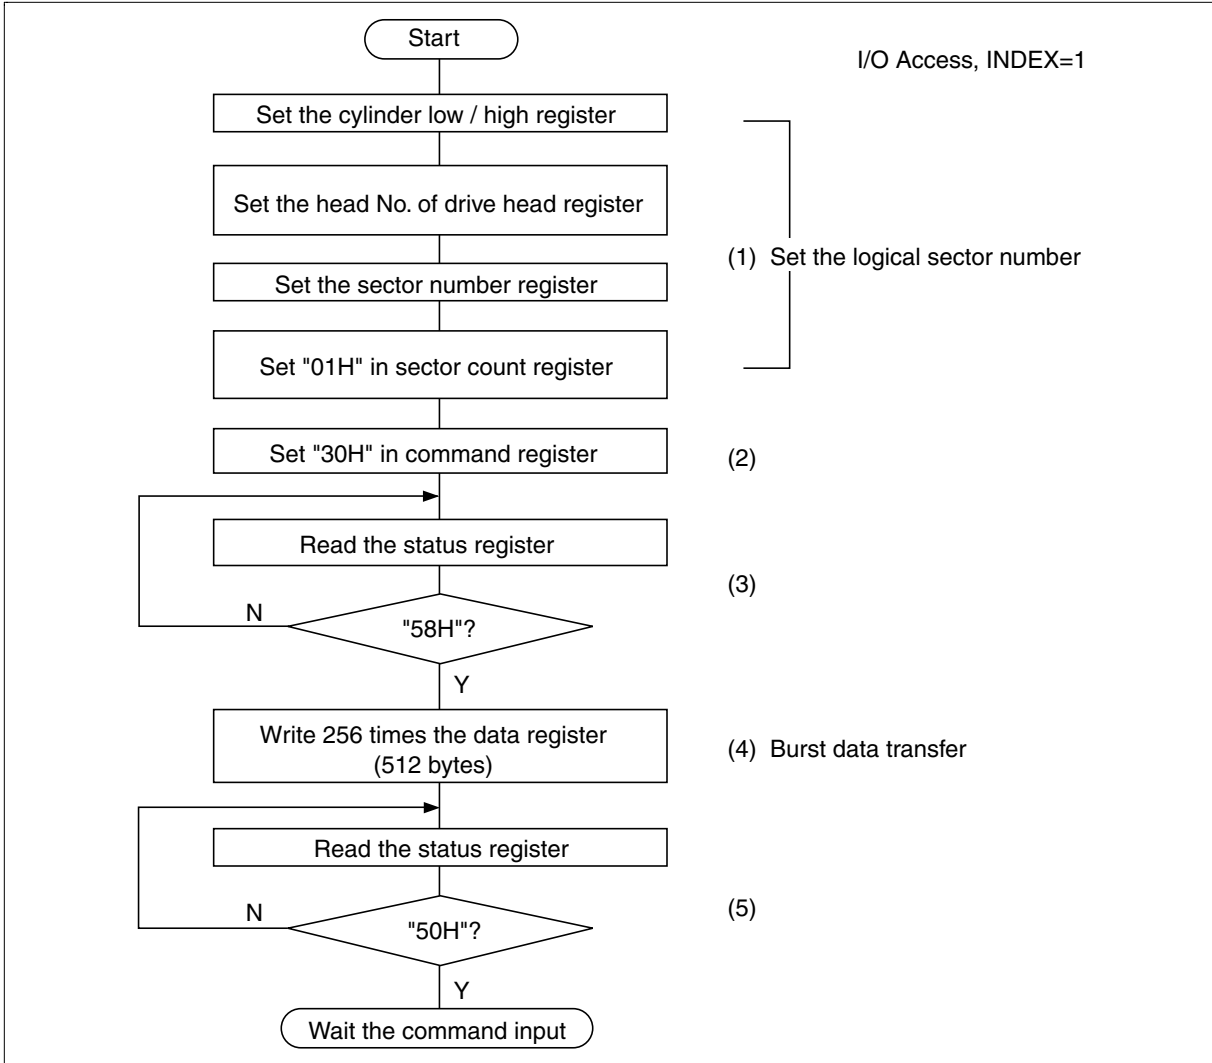 Start
I/O Access, INDEX=1
Set the cylinder low / high register
Set the head No. of drive head register
(1) Set the logical sector number
Set the sector number register
Set "01H" in sector count register
Set "30H" in command register
(2)
Read the status register
(3)
N
"58H"?
Y
Write 256 times the data register
(512 bytes)
(4) Burst data transfer
Read the status register
N
"50H"?
(5)
Y
Wait the command input